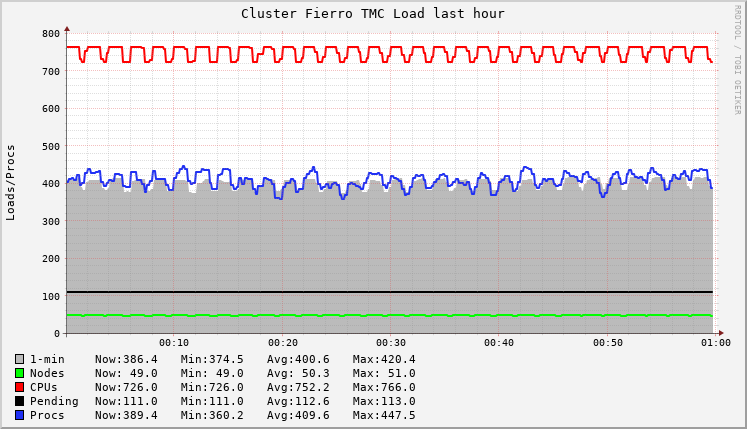 Cluster Fierro TMC Load last hour
RRDTOOL / TOBI OETIKER
Loads/Procs
800
700
600
500
400
300
200
100
0
00:10 00:20 00:30 00:40 00:50 01:00
1-min Now:386.4 Min:374.5 Avg:400.6 Max:420.4
Nodes Now: 49.0 Min: 49.0 Avg: 50.3 Max: 51.0
CPUs Now:726.0 Min:726.0 Avg:752.2 Max:766.0
Pending Now:111.0 Min:111.0 Avg:112.6 Max:113.0
Procs Now:389.4 Min:360.2 Avg:409.6 Max:447.5